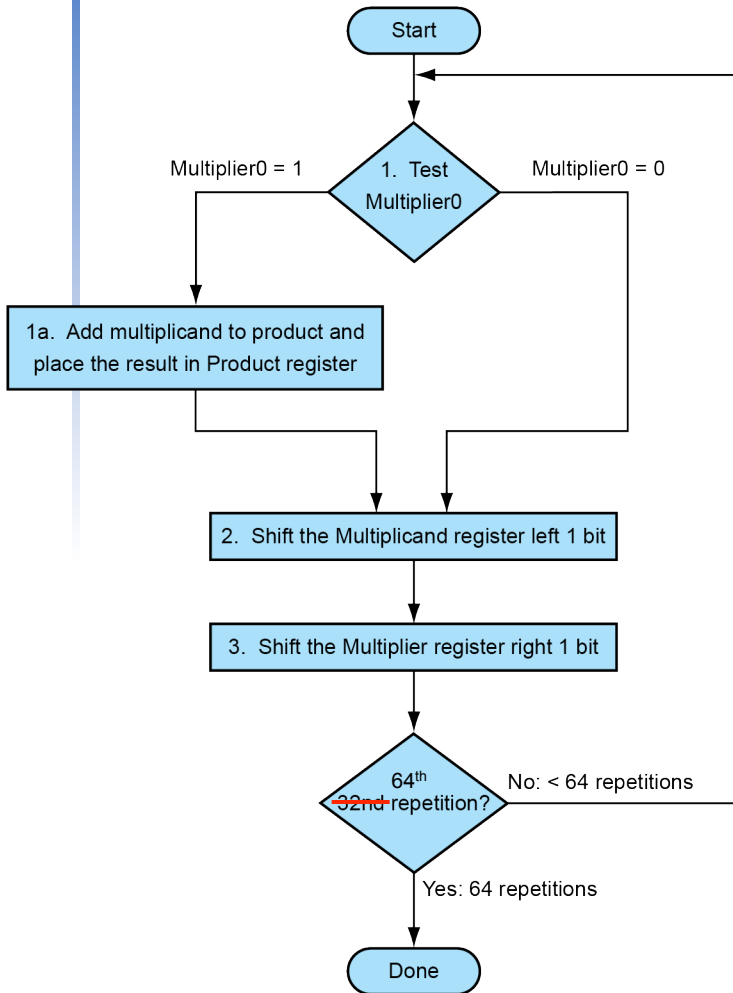 Start
Multiplier0 = 1
1. Test
Multiplier0
Multiplier0 = 0
1a. Add multiplicand to product and
place the result in Product register
2. Shift the Multiplicand register left 1 bit
3. Shift the Multiplier register right 1 bit
64th
32nd repetition?
No: < 64 repetitions
Yes: 64 repetitions
Done